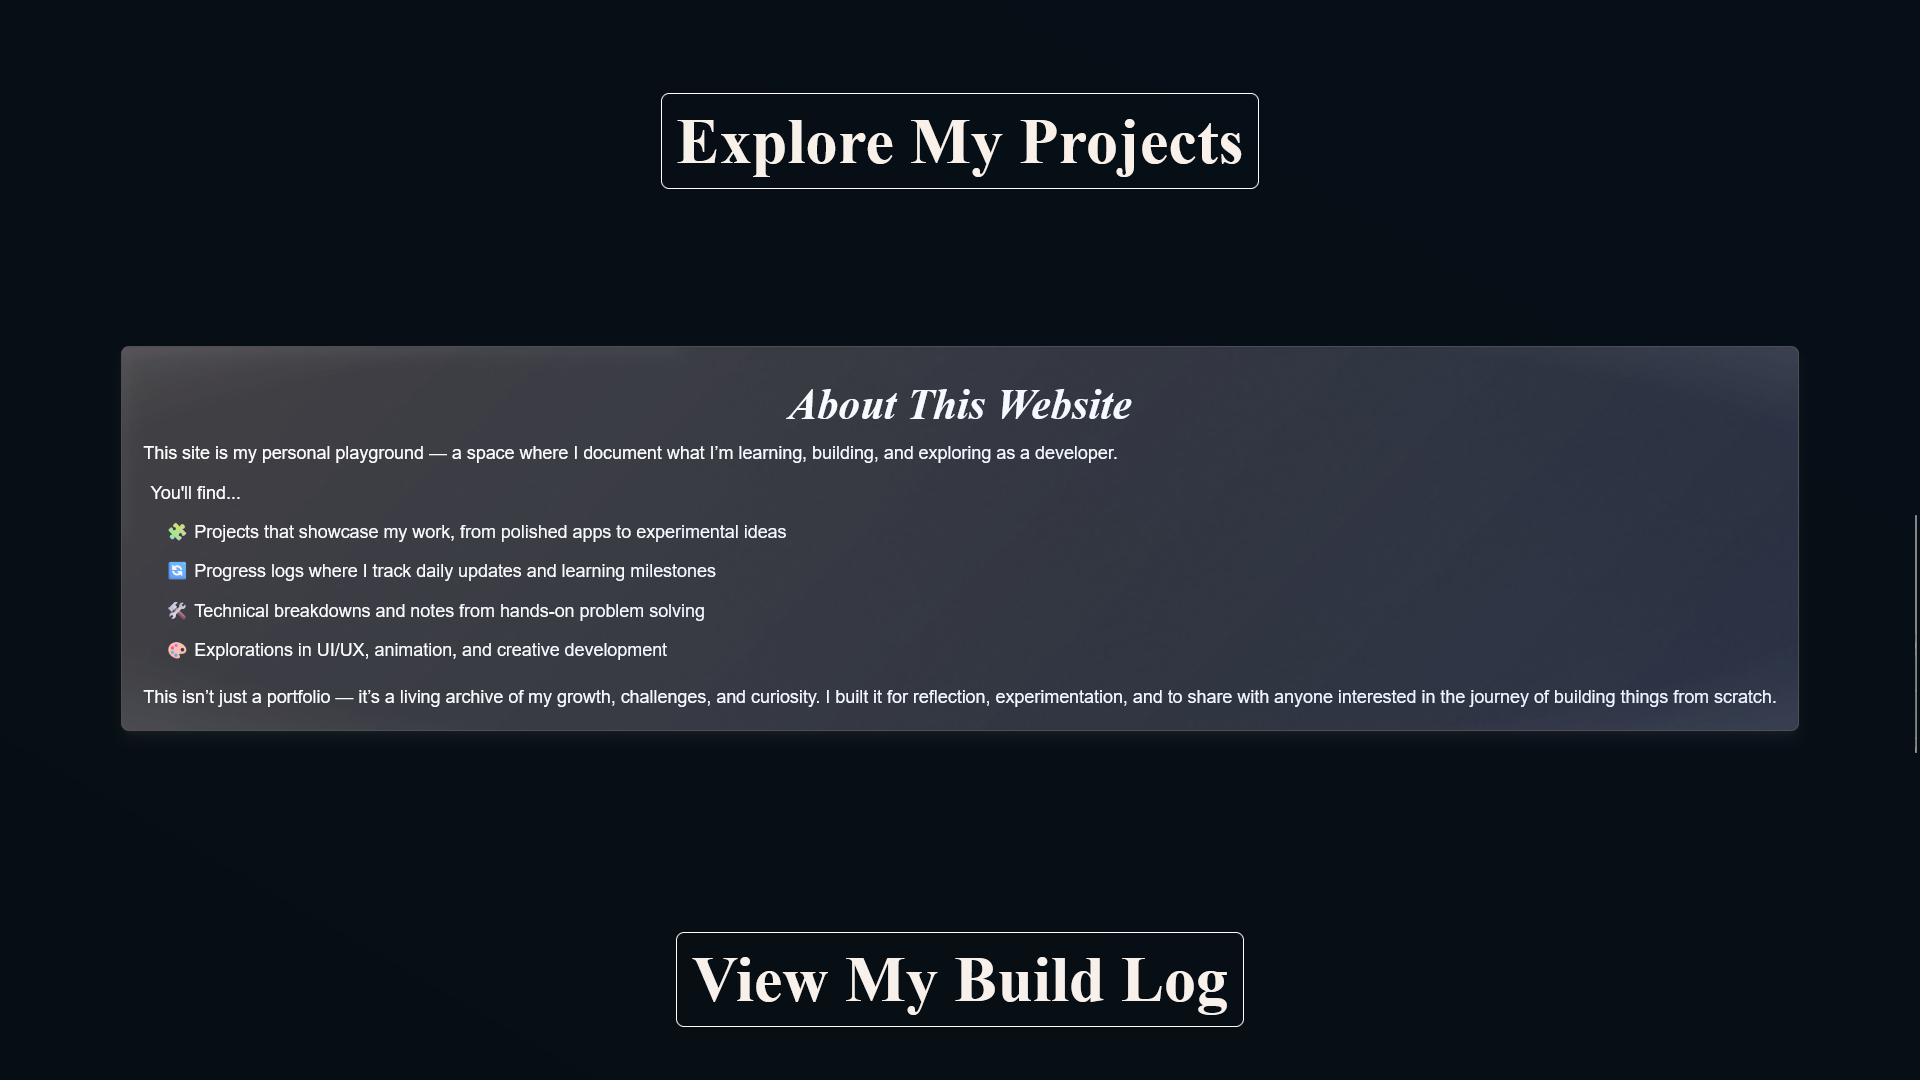 Explore My Projects
About This Website
This site is my personal playground — a space where I document what I’m learning, building, and exploring as a developer.
You'll find...
🧩 Projects that showcase my work, from polished apps to experimental ideas
🔄 Progress logs where I track daily updates and learning milestones
🛠️ Technical breakdowns and notes from hands-on problem solving
🎨 Explorations in UI/UX, animation, and creative development
This isn’t just a portfolio — it’s a living archive of my growth, challenges, and curiosity. I built it for reflection, experimentation, and to share with anyone interested in the journey of building things from scratch.
View My Build Log